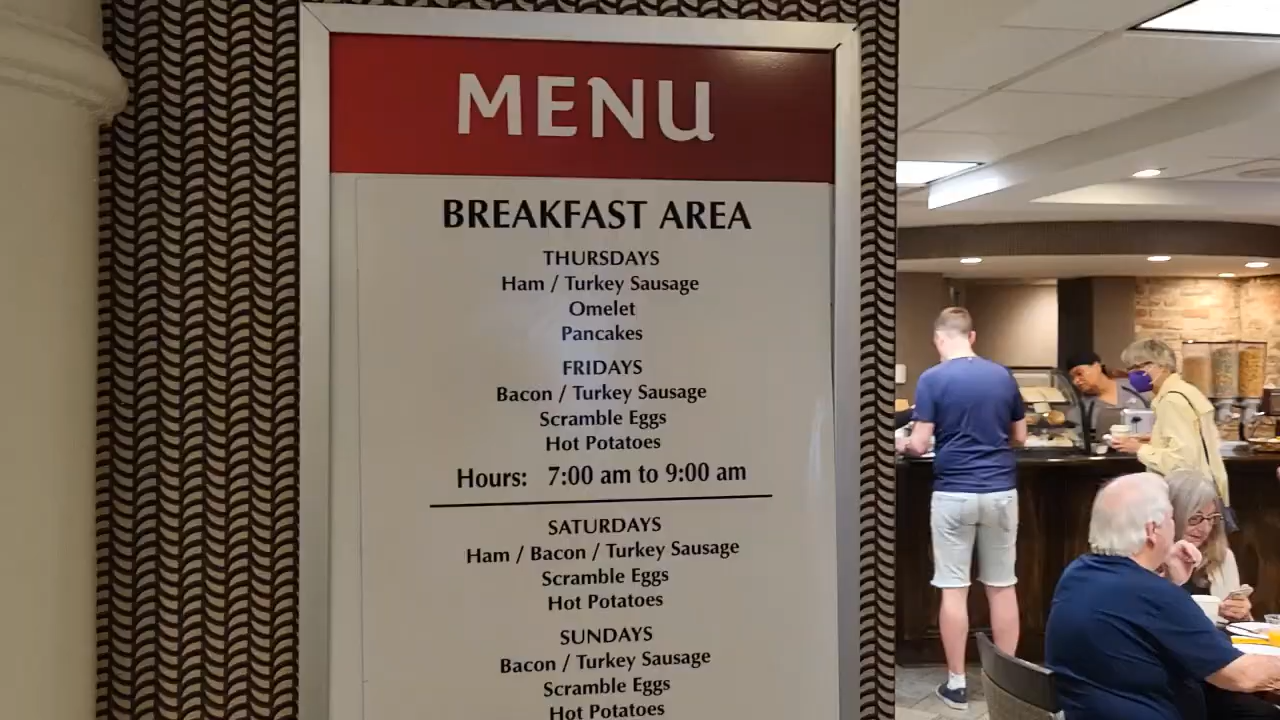 MENU
BREAKFAST AREA
THURSDAYS
Ham / Turkey Sausage
Omelet
Pancakes
FRIDAYS
Bacon / Turkey Sausage
Scramble Eggs
Hot Potatoes
Hours: 7:00 am to 9:00 am
SATURDAYS
Ham / Bacon / Turkey Sausage
Scramble Eggs
Hot Potatoes
SUNDAYS
Bacon / Turkey Sausage
Scramble Eggs
Hot Potatoes